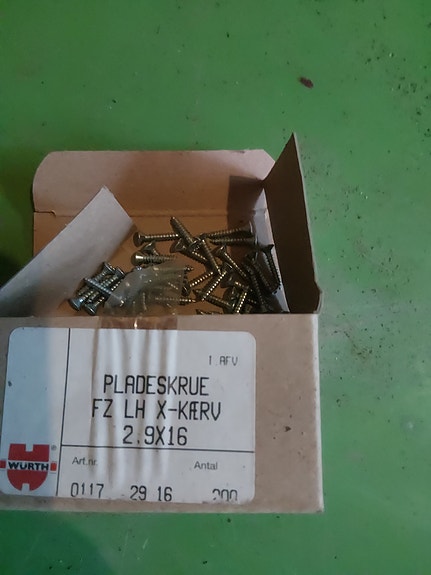 1 AFV
PLADESKRUE
FZ LH X-KÆRV
2,9X16
WÜRTH
Art.nr. Antal
0117 29 16 200